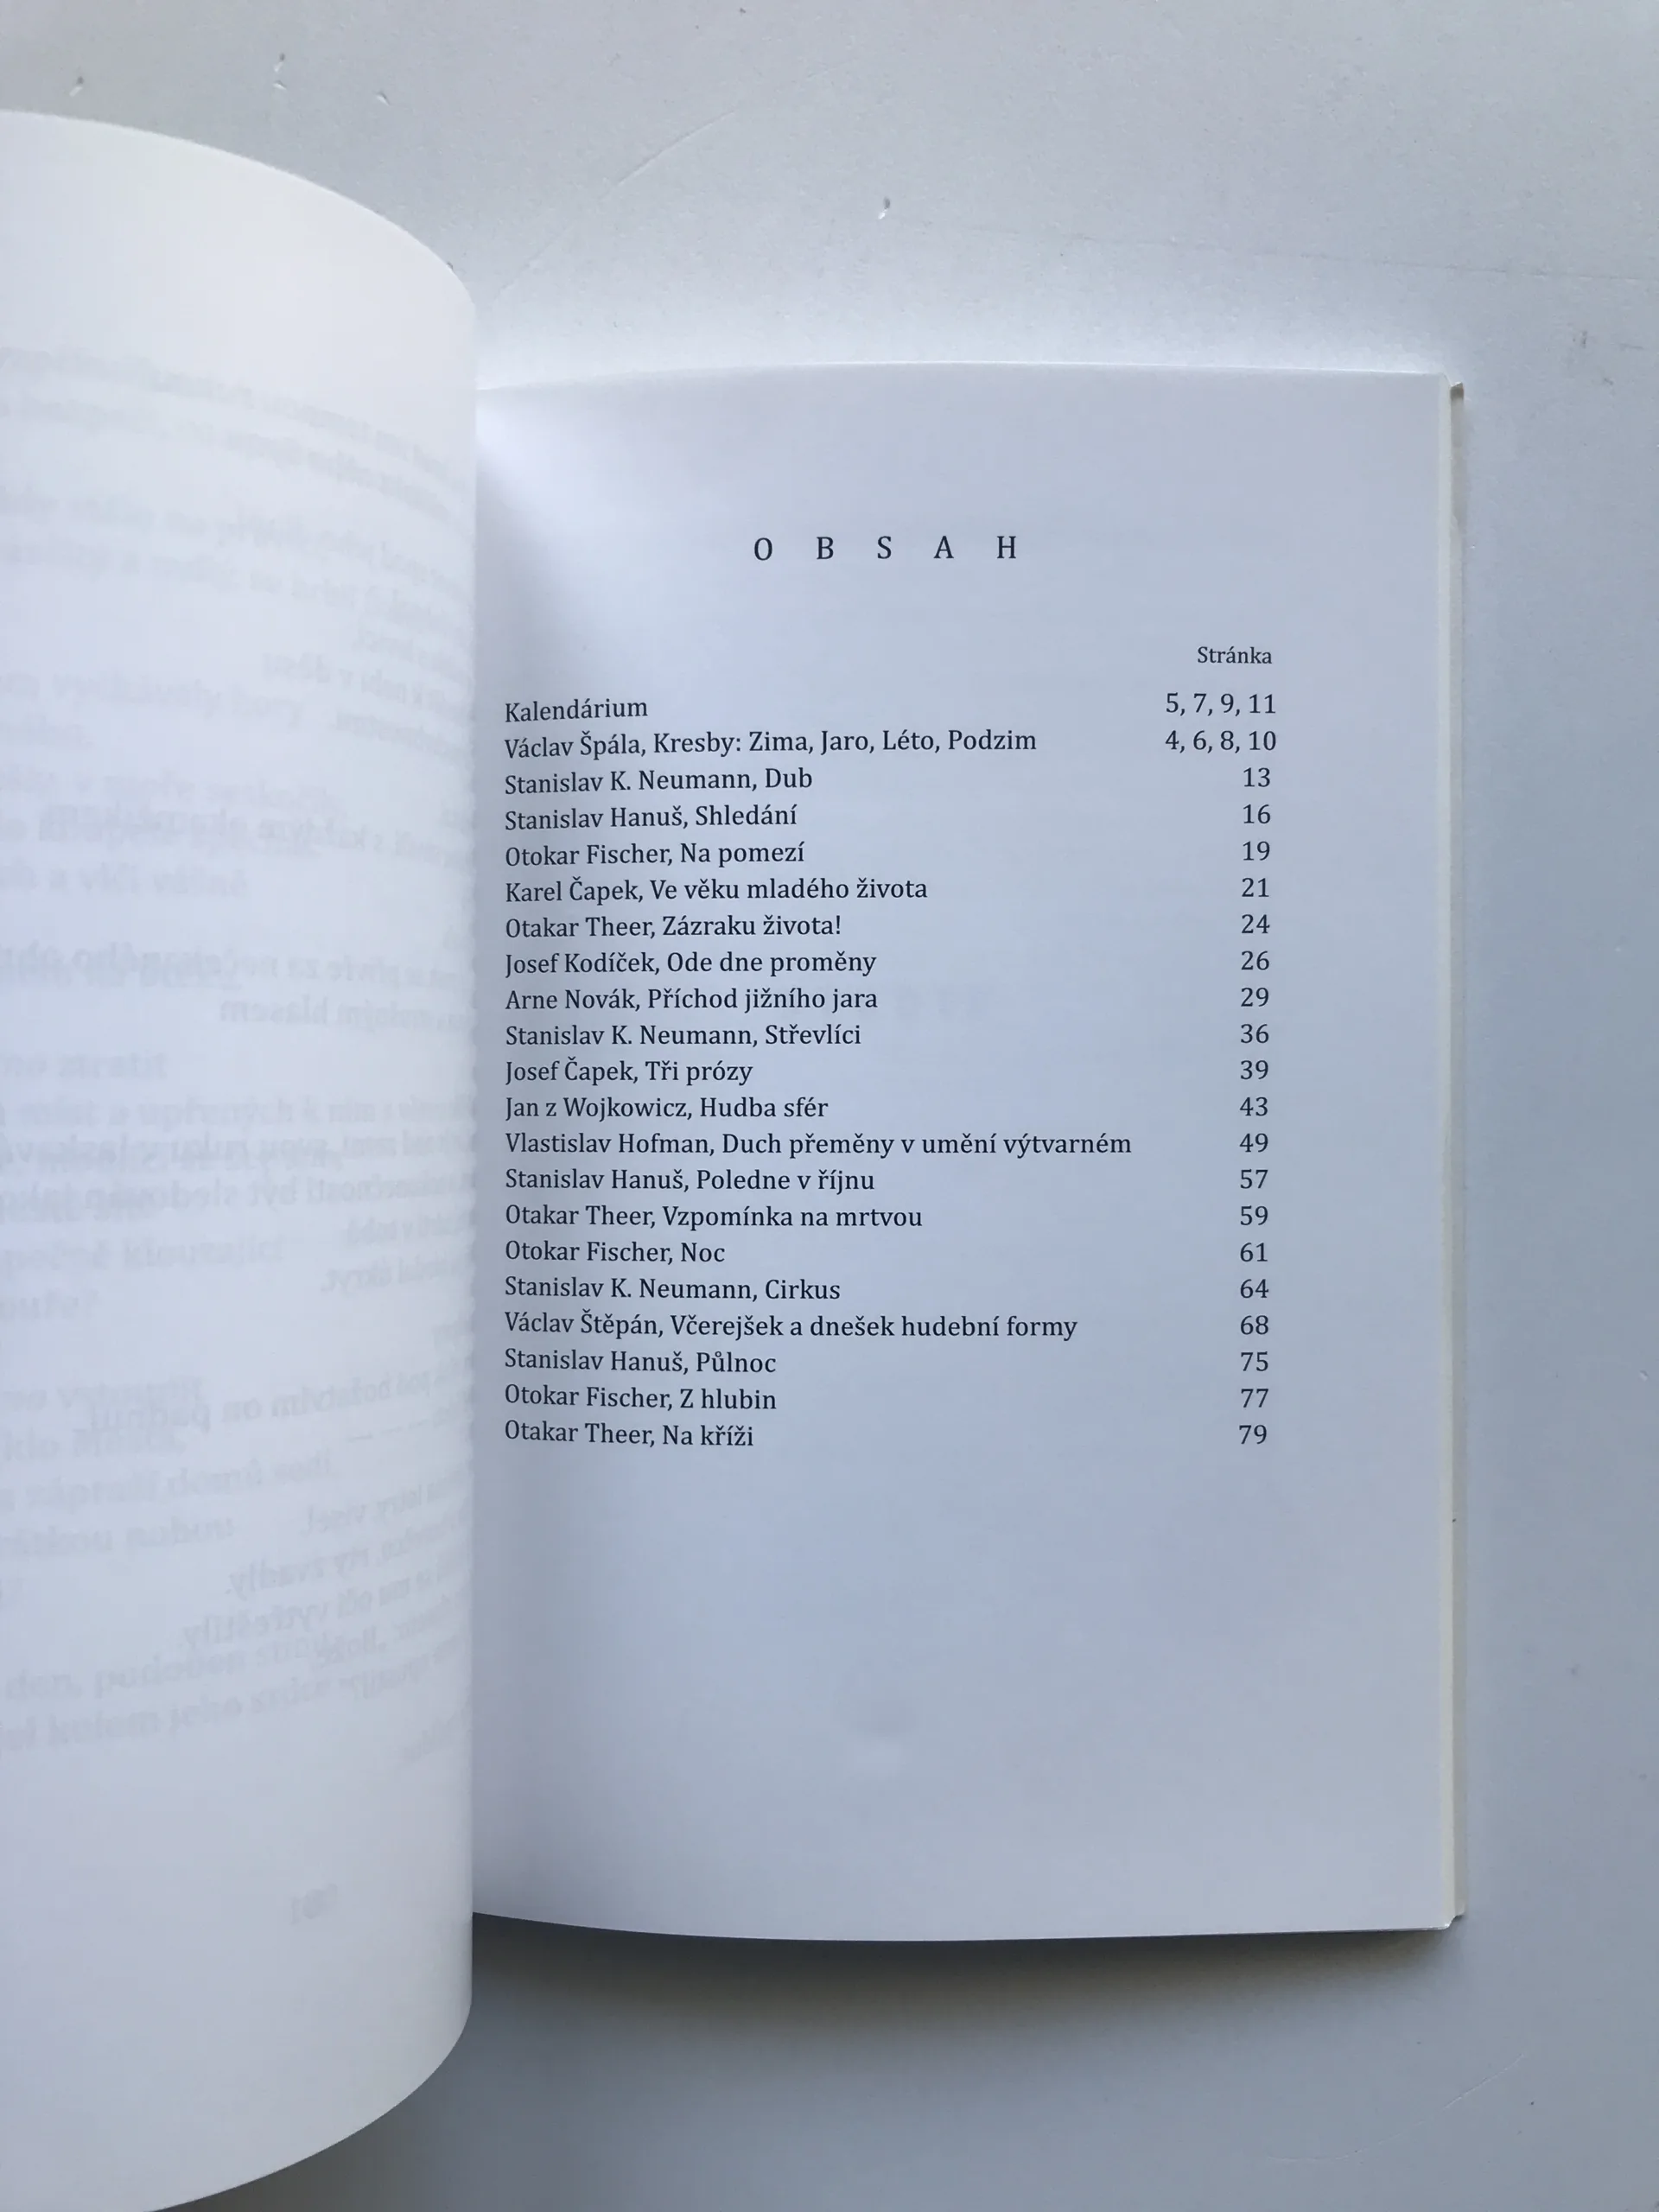 O B S A H
Stránka
Kalendárium 5, 7, 9, 11
Václav Špála, Kresby: Zima, Jaro, Léto, Podzim 4, 6, 8, 10
Stanislav K. Neumann, Dub 13
Stanislav Hanuš, Shledání 16
Otokar Fischer, Na pomezí 19
Karel Čapek, Ve věku mladého života 21
Otakar Theer, Zázraku života! 24
Josef Kodíček, Ode dne proměny 26
Arne Novák, Příchod jižního jara 29
Stanislav K. Neumann, Střevlíci 36
Josef Čapek, Tři prózy 39
Jan z Wojkowicz, Hudba sfér 43
Vlastislav Hofman, Duch přeměny v umění výtvarném 49
Stanislav Hanuš, Poledne v říjnu 57
Otakar Theer, Vzpomínka na mrtvou 59
Otokar Fischer, Noc 61
Stanislav K. Neumann, Cirkus 64
Václav Štěpán, Včerejšek a dnešek hudební formy 68
Stanislav Hanuš, Půlnoc 75
Otokar Fischer, Z hlubin 77
Otakar Theer, Na kříži 79